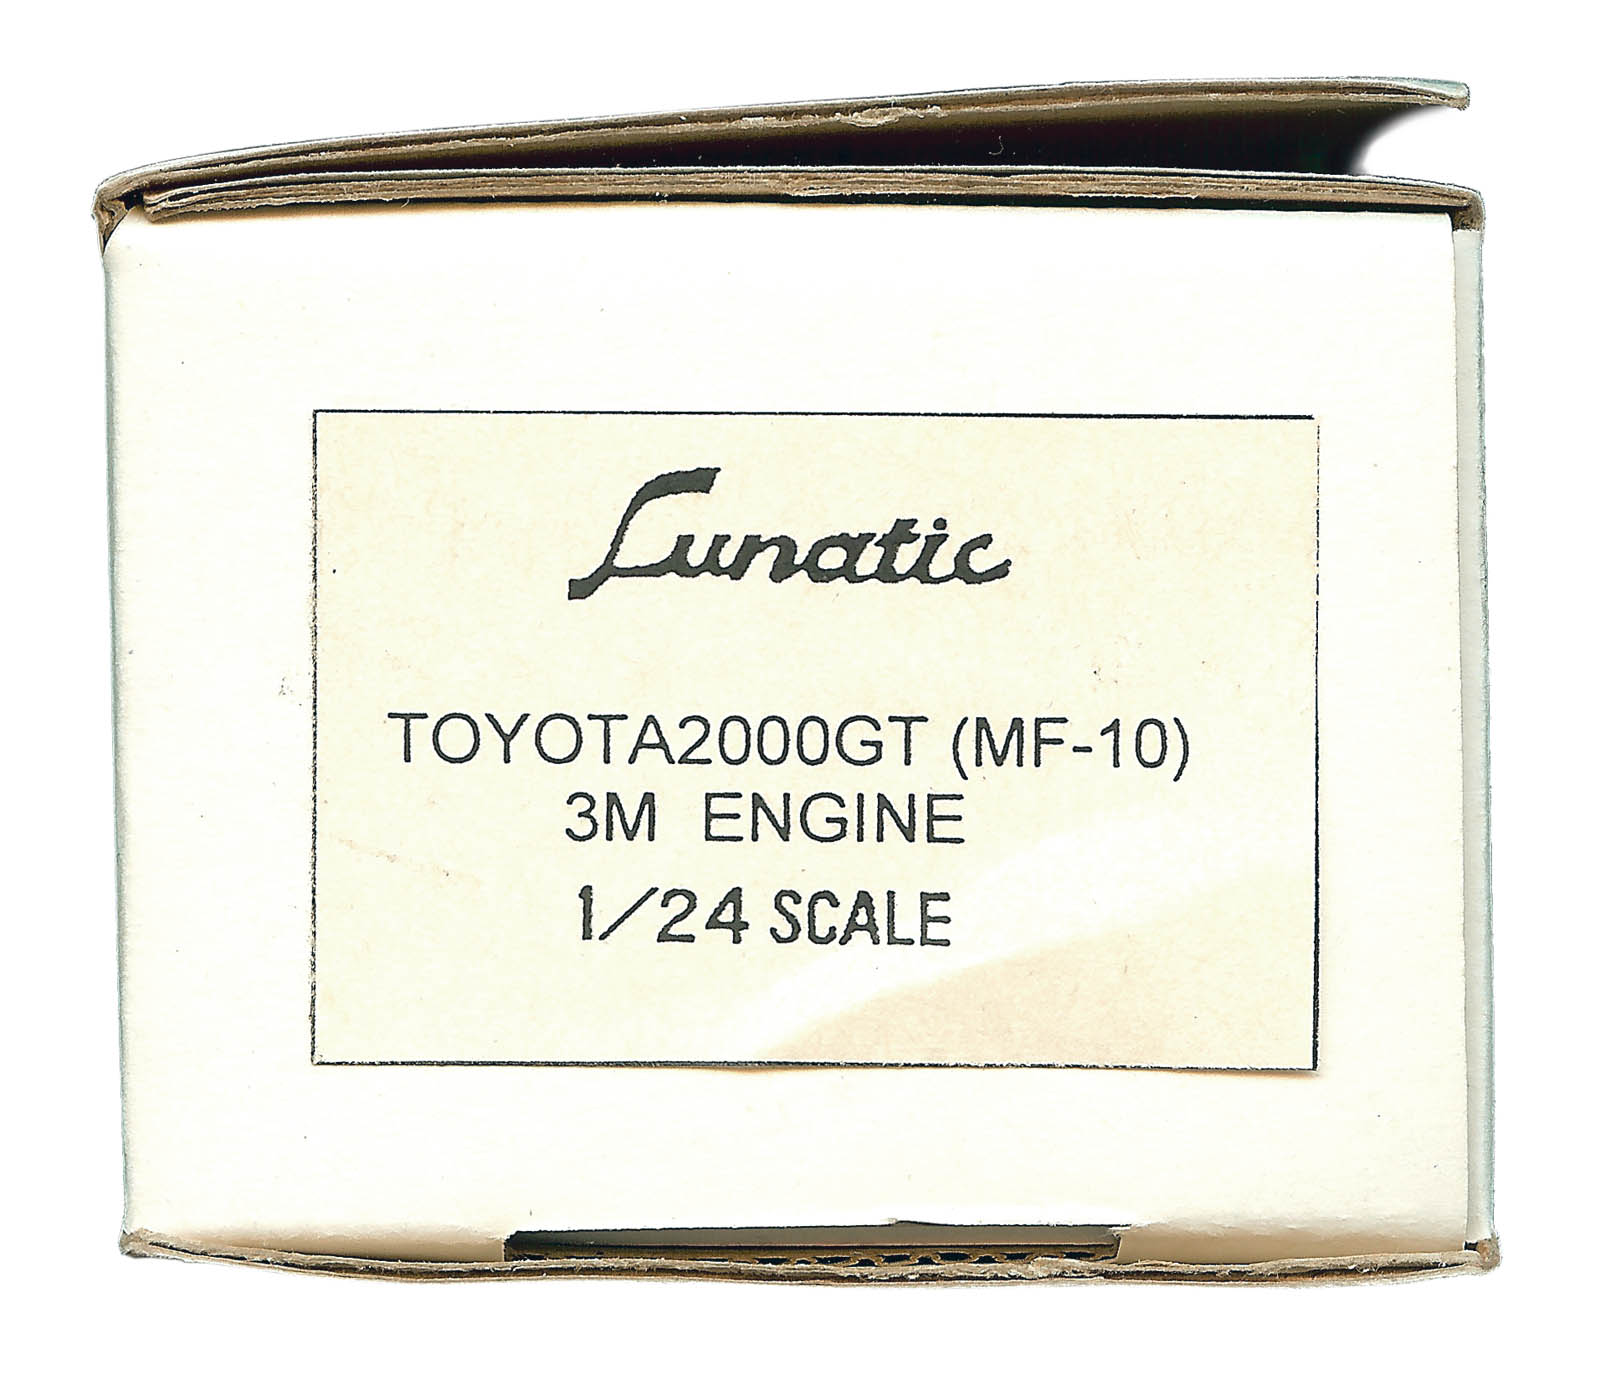 Lunatic
TOYOTA2000GT (MF-10)
3M ENGINE
1/24 SCALE